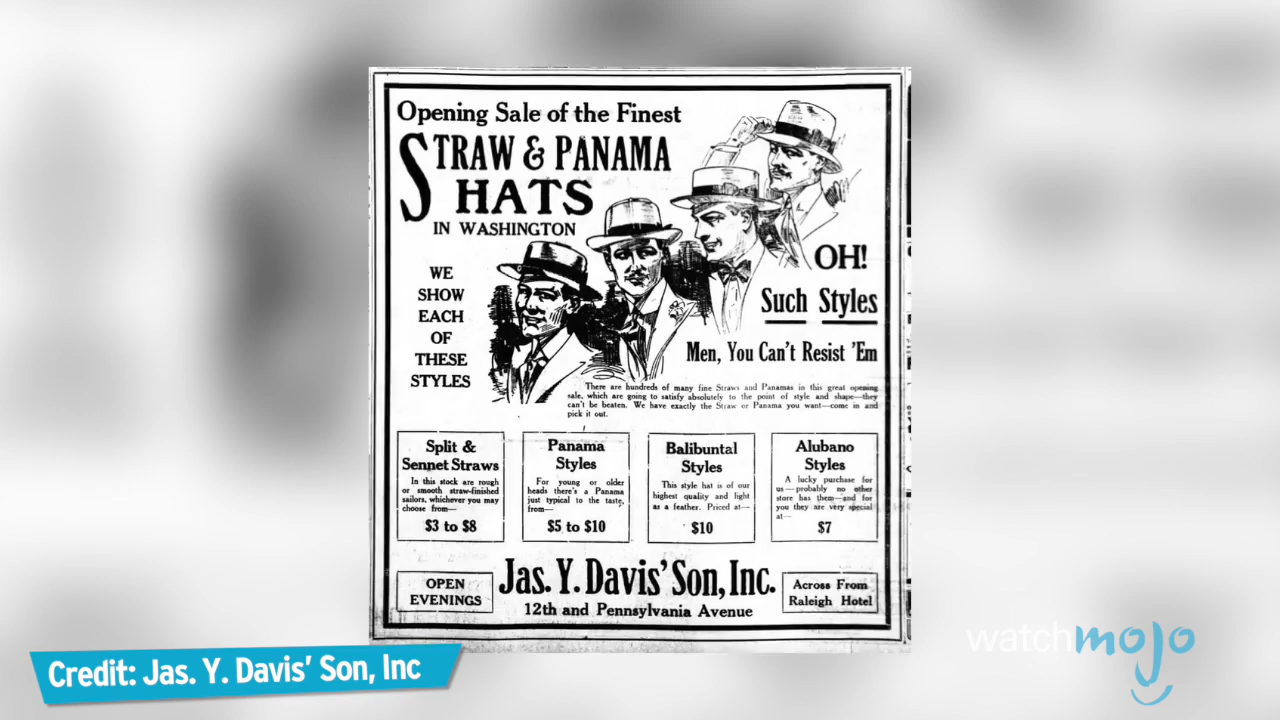 Opening Sale of the Finest
STRAW & PANAMA
HATS
IN WASHINGTON
WE
SHOW
EACH
OF
THESE
STYLES
OH!
Such Styles
Men, You Can't Resist 'Em
There are hundreds of many fine Straws and Panamas in this great opening
sale, which are going to satisfy absolutely to the point of style and shape—they
can't be beaten. We have exactly the Straw or Panama you want—come in and
pick it out.
Split &
Sennet Straws
In this stock are rough
or smooth straw-finished
sailors, whichever you may
choose from—
$3 to $8
Panama
Styles
For young or older
heads there's a Panama
just typical to the taste,
from—
$5 to $10
Balibuntal
Styles
This style hat is of our
highest quality and light
as a feather. Priced at—
$10
Alubano
Styles
A lucky purchase for
us—probably no other
store has them—and for
you they are very special
at—
$7
OPEN
EVENINGS
Jas. Y. Davis' Son, Inc.
12th and Pennsylvania Avenue
Across From
Raleigh Hotel
Credit: Jas. Y. Davis' Son, Inc
watchmojo